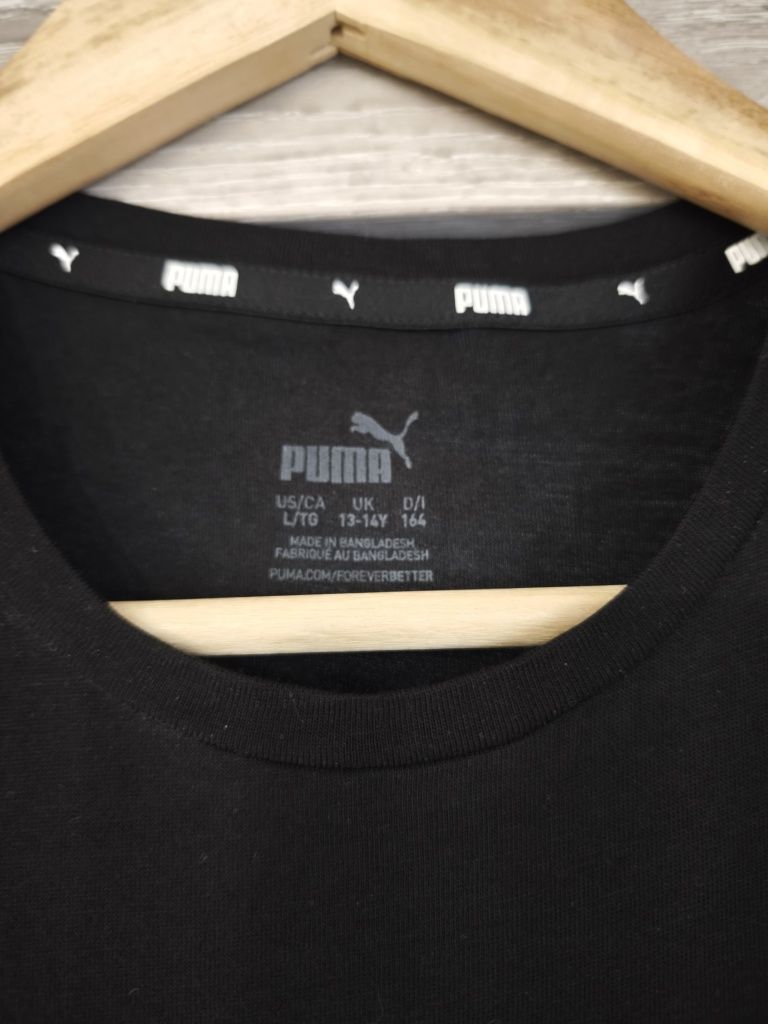 PUMA PUMA PU
PUMA
US/CA UK D/I
L/TG 13-14Y 164
MADE IN BANGLADESH
FABRIQUÉ AU BANGLADESH
PUMA.COM/FOREVERBETTER